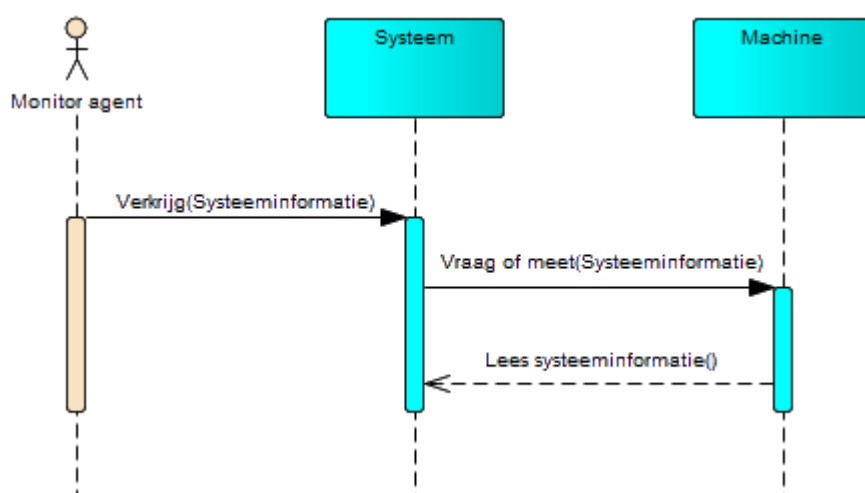 Systeem
Machine
Monitor agent
Verkrijg(Systeeminformatie)
Vraag of meet(Systeeminformatie)
Lees systeeminformatie()